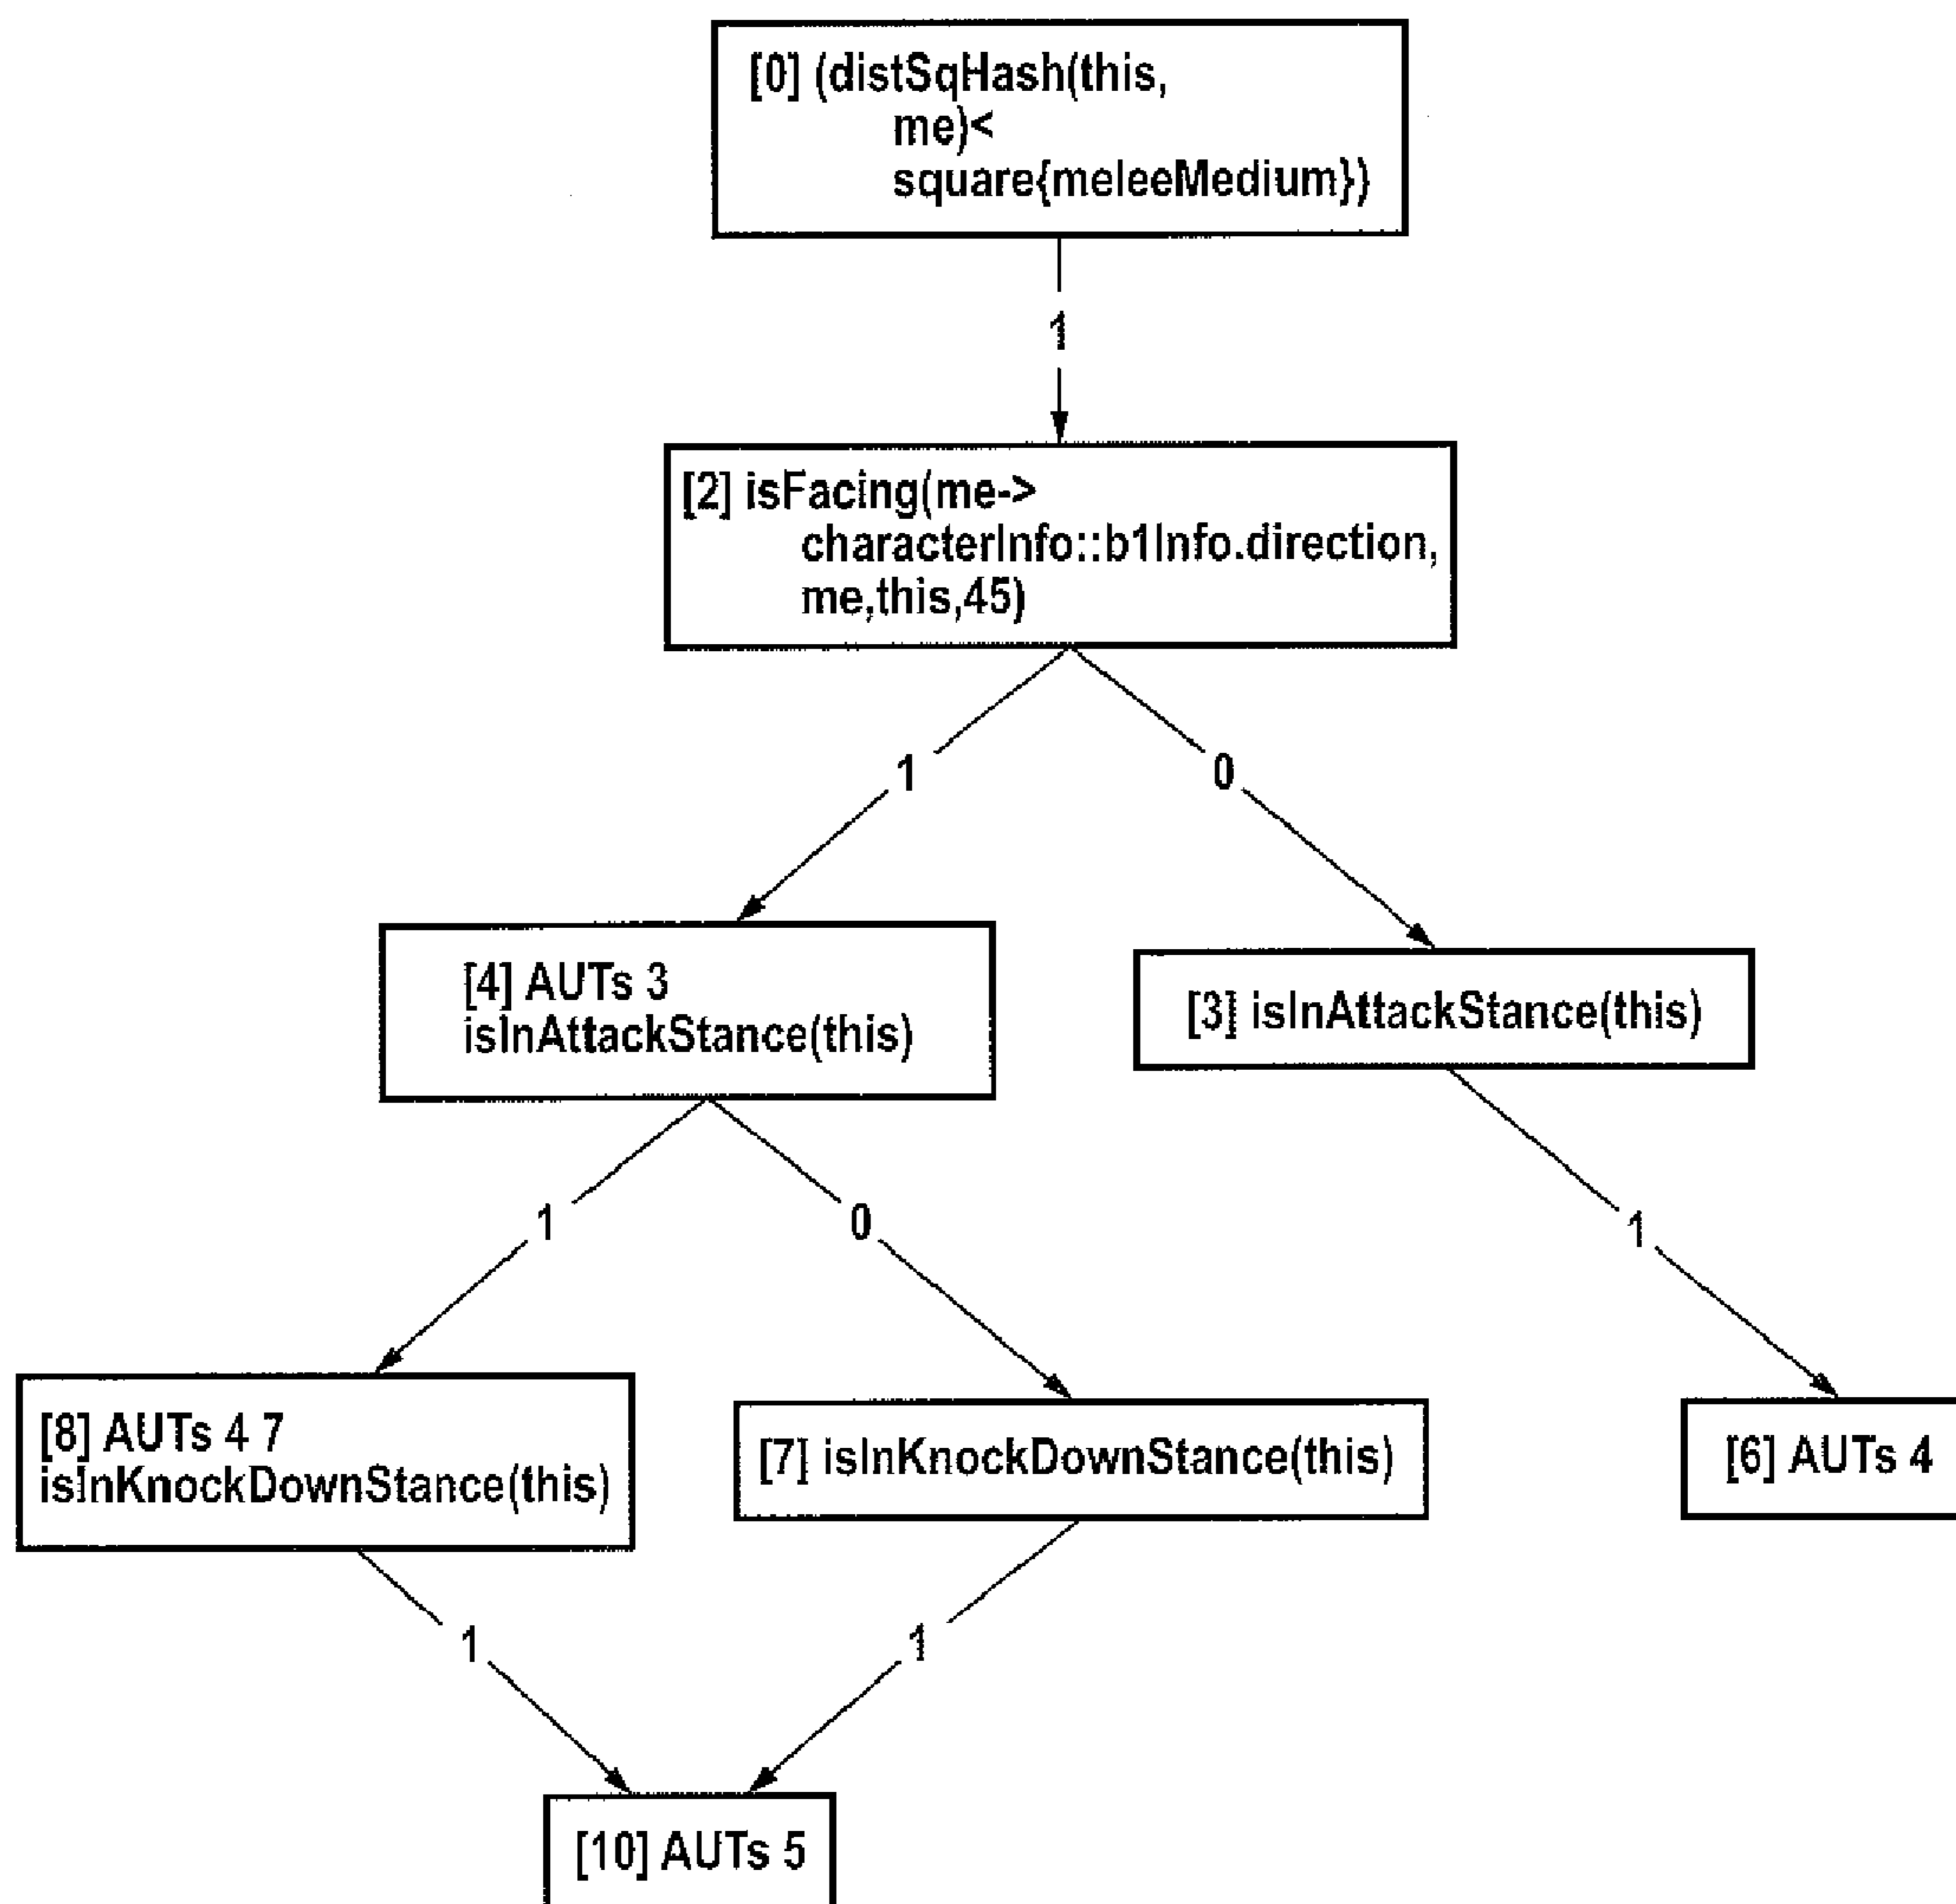 [0] (distSqHash(this,
me)<
square{meleeMedium})
1
[2] isFacing(me->
characterInfo::b1Info.direction,
me,this,45)
1
0
[4] AUTs 3
isInAttackStance(this)
[3] isInAttackStance(this)
1
0
1
[8] AUTs 4 7
isInKnockDownStance(this)
[7] isInKnockDownStance(this)
[6] AUTs 4
1
1
[10] AUTs 5